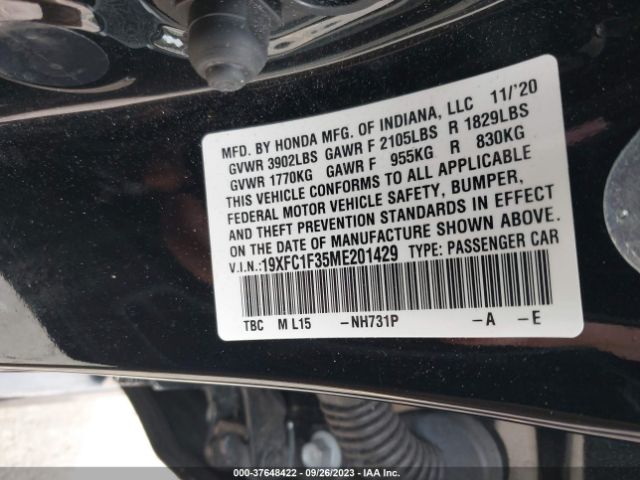 MFD. BY HONDA MFG. OF INDIANA, LLC 11/'20
GVWR 3902LBS GAWR F 2105LBS R 1829LBS
GVWR 1770KG GAWR F 955KG R 830KG
THIS VEHICLE CONFORMS TO ALL APPLICABLE
FEDERAL MOTOR VEHICLE SAFETY, BUMPER,
AND THEFT PREVENTION STANDARDS IN EFFECT
ON THE DATE OF MANUFACTURE SHOWN ABOVE.
V.I.N.:19XFC1F35ME201429 TYPE: PASSENGER CAR
TBC M L15 -NH731P -A -E
000-37648422 - 09/26/2023 - IAA Inc.